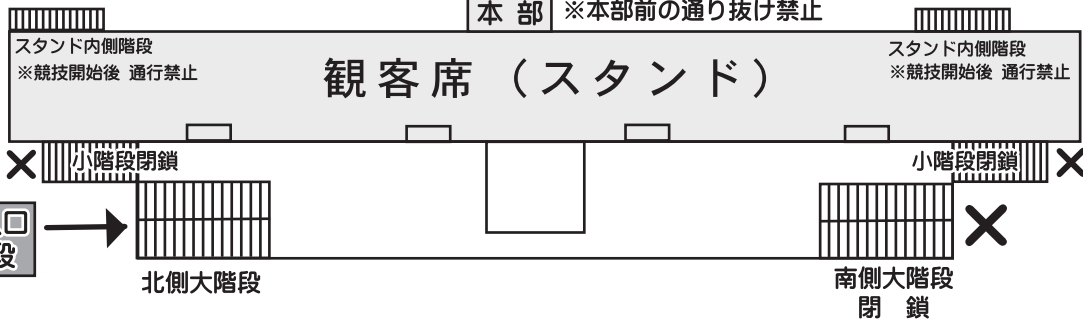 本 部 ※本部前の通り抜け禁止
スタンド内側階段
※競技開始後 通行禁止
スタンド内側階段
※競技開始後 通行禁止
観客席（スタンド）
小階段閉鎖
小階段閉鎖
口
段
北側大階段
南側大階段
閉 鎖